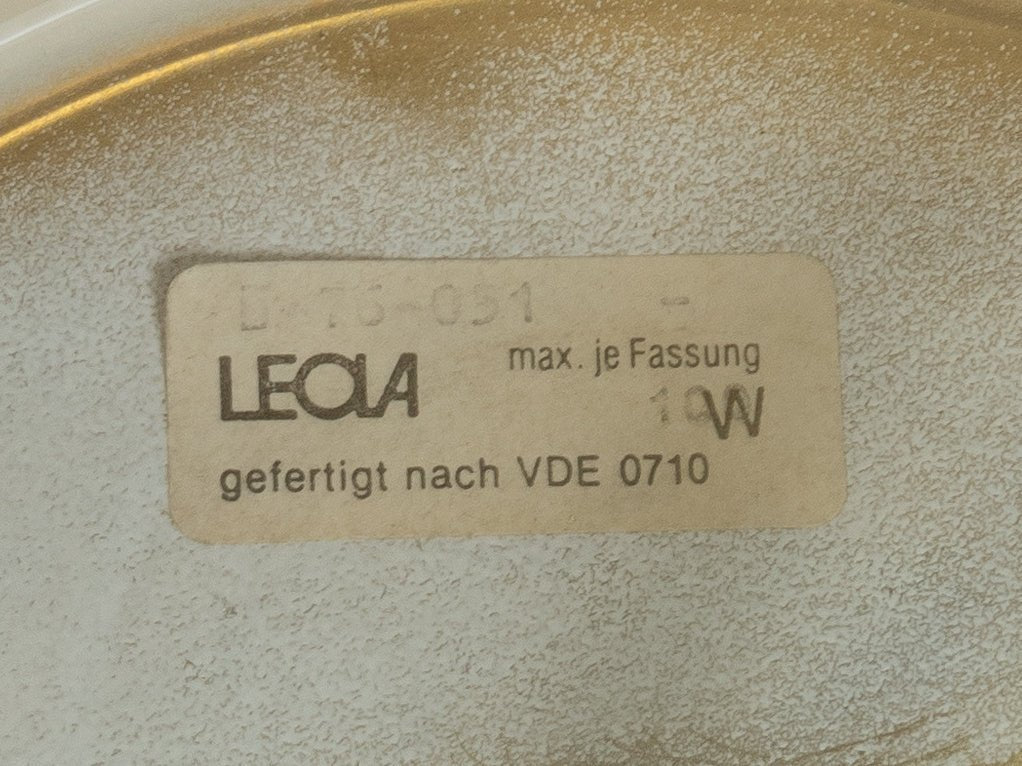 LEOLA
max. je Fassung
W
gefertigt nach VDE 0710